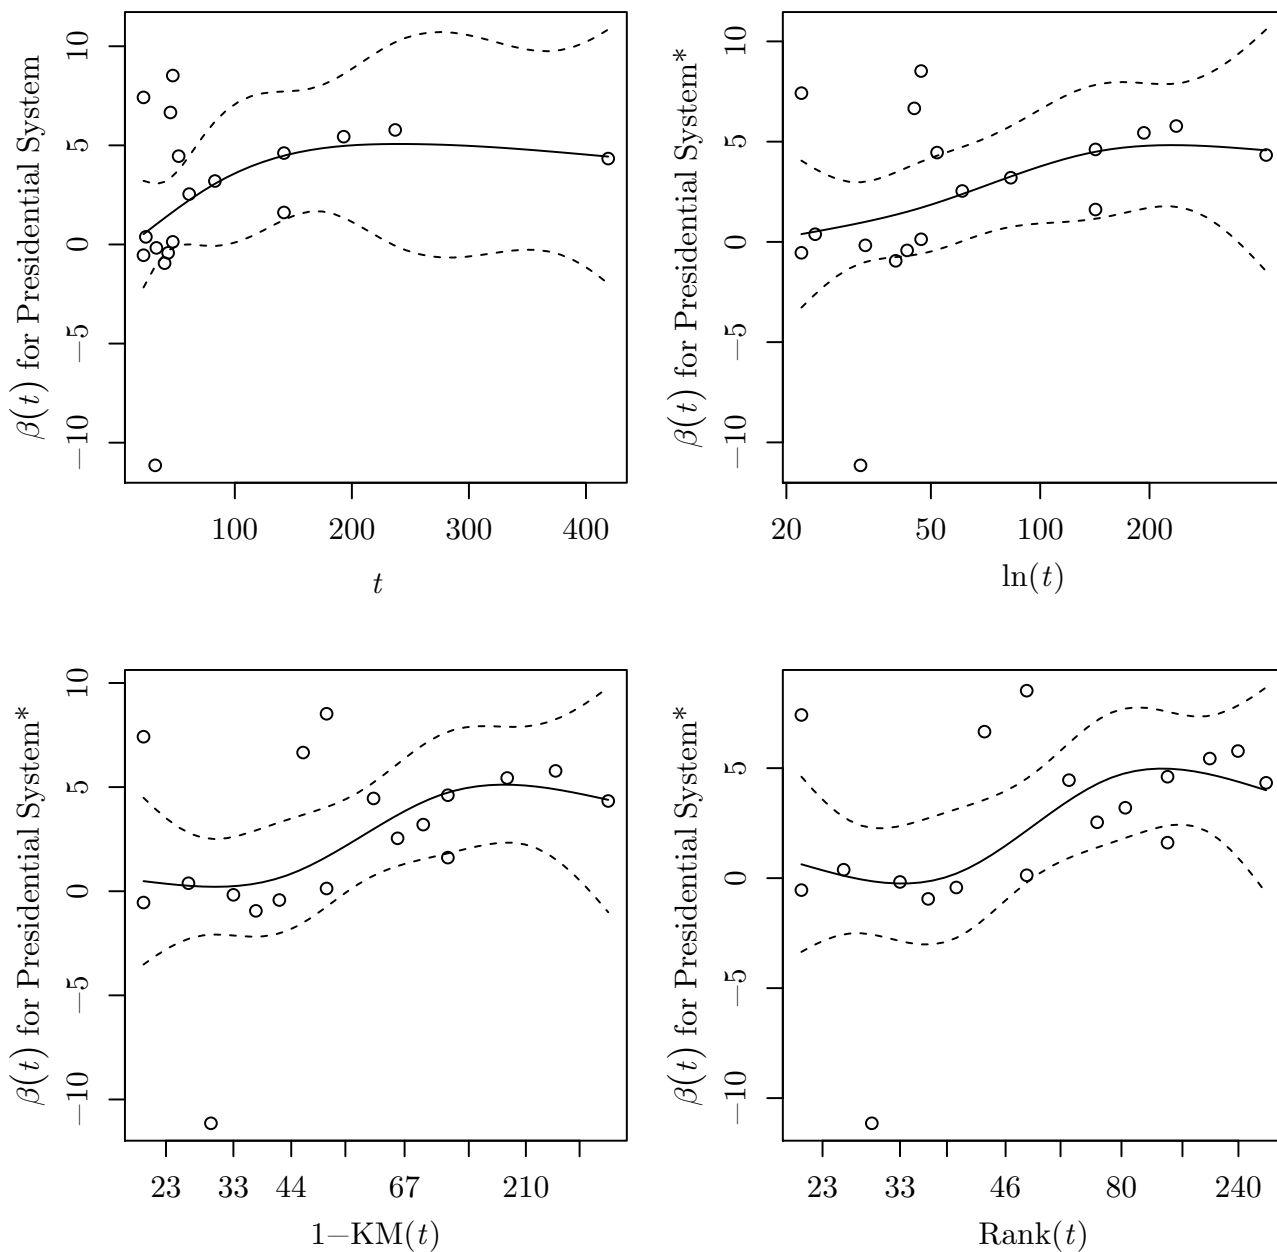 β(t) for Presidential System
10
5
0
−5
−10
100 200 300 400
t
β(t) for Presidential System*
10
5
0
−5
−10
20 50 100 200
ln(t)
β(t) for Presidential System*
10
5
0
−5
−10
23 33 44 67 210
1−KM(t)
β(t) for Presidential System*
5
0
−5
−10
23 33 46 80 240
Rank(t)